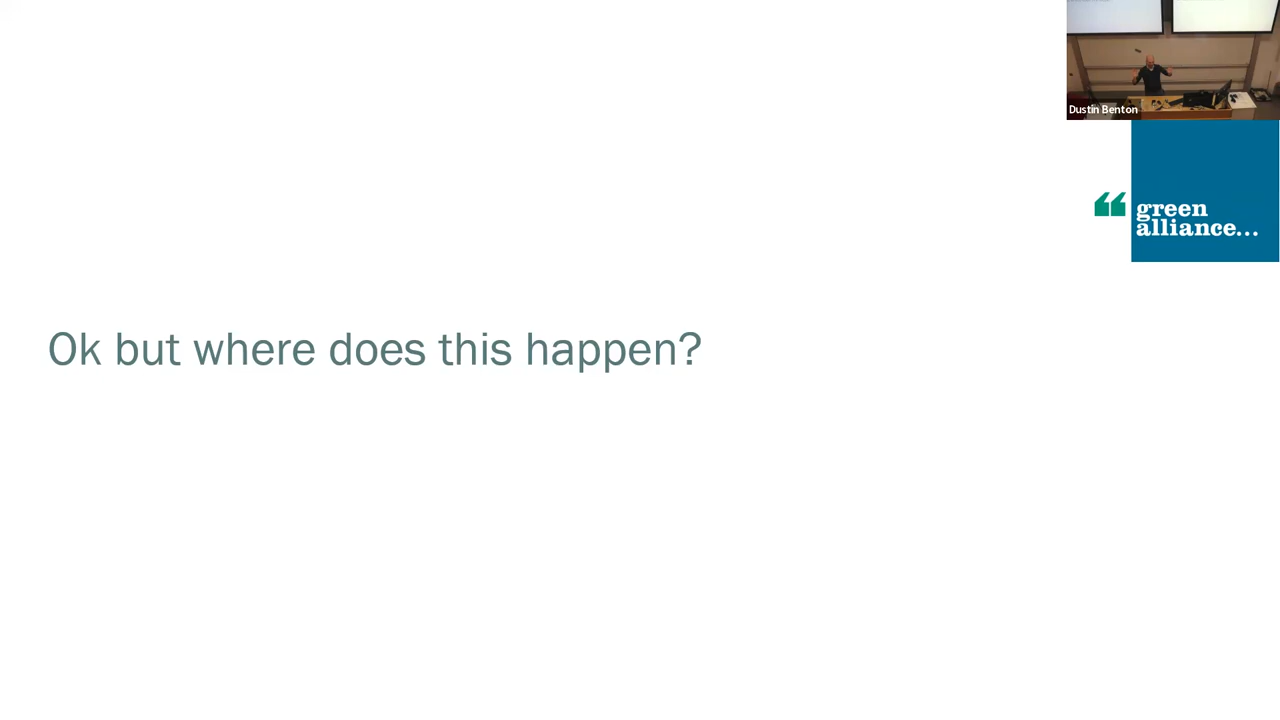 Dustin Benton
“ green
alliance...
Ok but where does this happen?